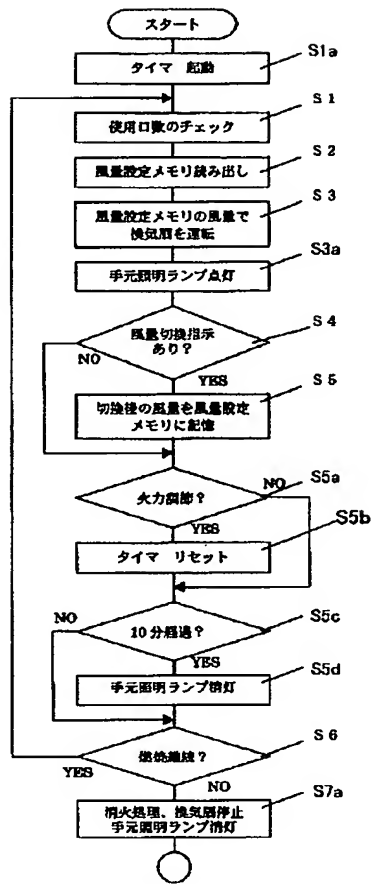 スタート
タイマ 起動
S1a
使用口数のチェック
S 1
風量設定メモリ読み出し
S 2
風量設定メモリの風量で
換気扇を運転
S 3
手元照明ランプ点灯
S3a
風量切換指示
あり？
S 4
NO
YES
切換後の風量を風量設定
メモリに記憶
S 5
火力調節？
NO
S5a
YES
タイマ リセット
S5b
10分経過？
NO
S5c
YES
手元照明ランプ消灯
S5d
燃焼継続？
S 6
YES
NO
消火処理、換気扇停止
手元照明ランプ消灯
S7a